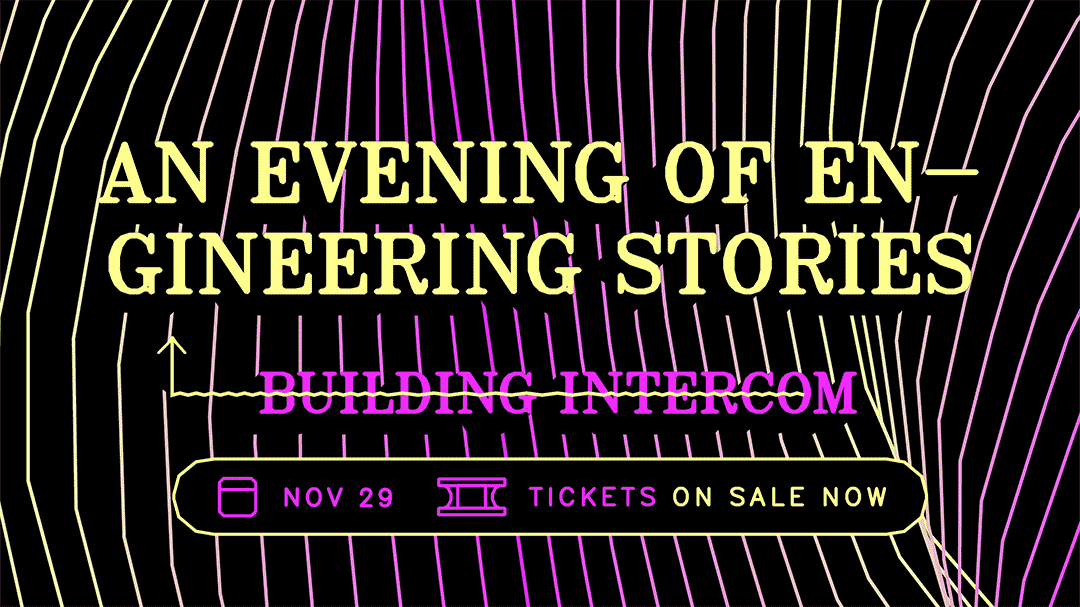 AN EVENING OF EN-
GINEERING STORIES
BUILDING INTERCOM
NOV 29 TICKETS ON SALE NOW